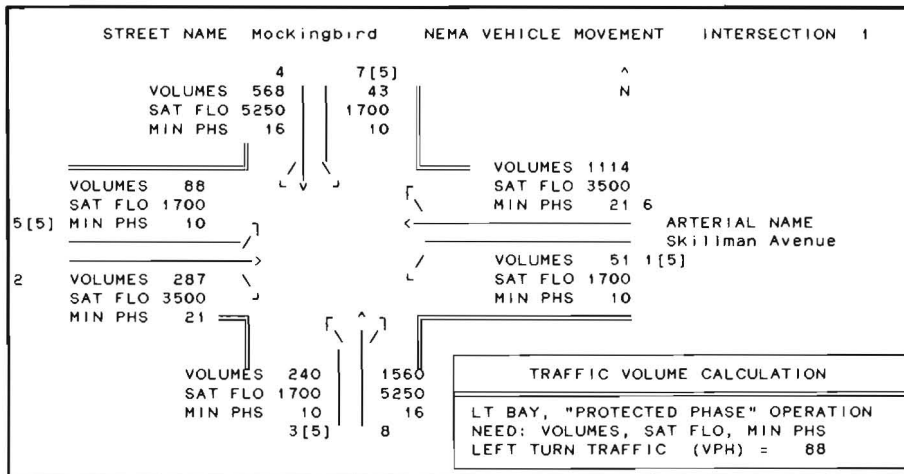 STREET NAME Mockingbird NEMA VEHICLE MOVEMENT INTERSECTION 1
4 7[5] ^
VOLUMES 568 43 N
SAT FLO 5250 1700
MIN PHS 16 10
VOLUMES 1114
VOLUMES 88 SAT FLO 3500
SAT FLO 1700 MIN PHS 21 6
5[5] MIN PHS 10 ARTERIAL NAME
Skillman Avenue
VOLUMES 51 1[5]
2 VOLUMES 287 SAT FLO 1700
SAT FLO 3500 MIN PHS 10
MIN PHS 21
VOLUMES 240 1560 TRAFFIC VOLUME CALCULATION
SAT FLO 1700 5250
MIN PHS 10 16 LT BAY, "PROTECTED PHASE" OPERATION
3[5] 8 NEED: VOLUMES, SAT FLO, MIN PHS
LEFT TURN TRAFFIC (VPH) = 88